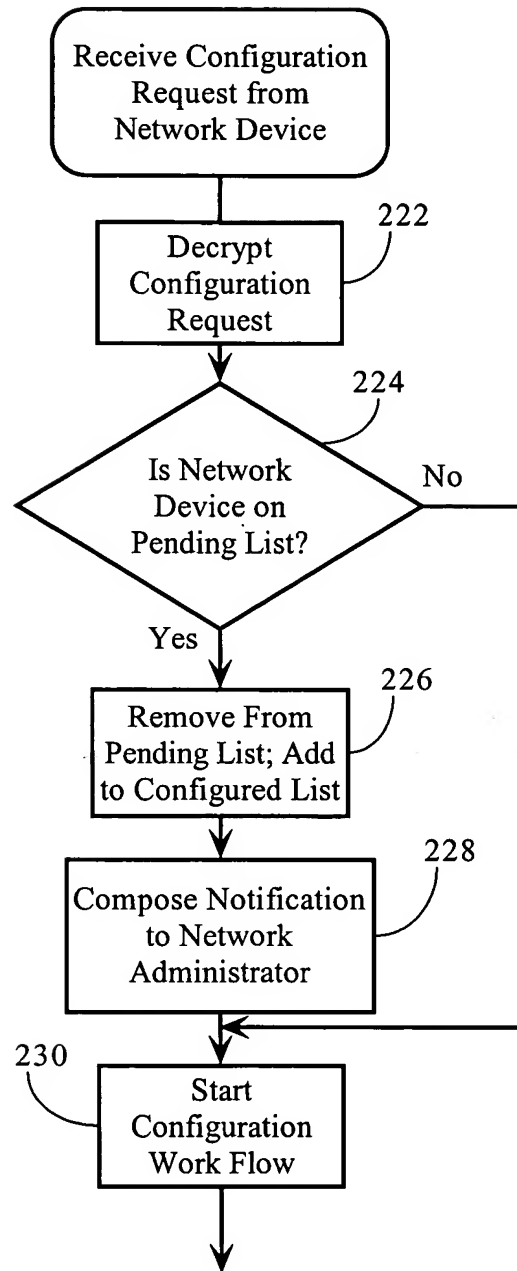 Receive Configuration
Request from
Network Device
222
Decrypt
Configuration
Request
224
Is Network
Device on
Pending List?
No
Yes
226
Remove From
Pending List; Add
to Configured List
228
Compose Notification
to Network
Administrator
230
Start
Configuration
Work Flow